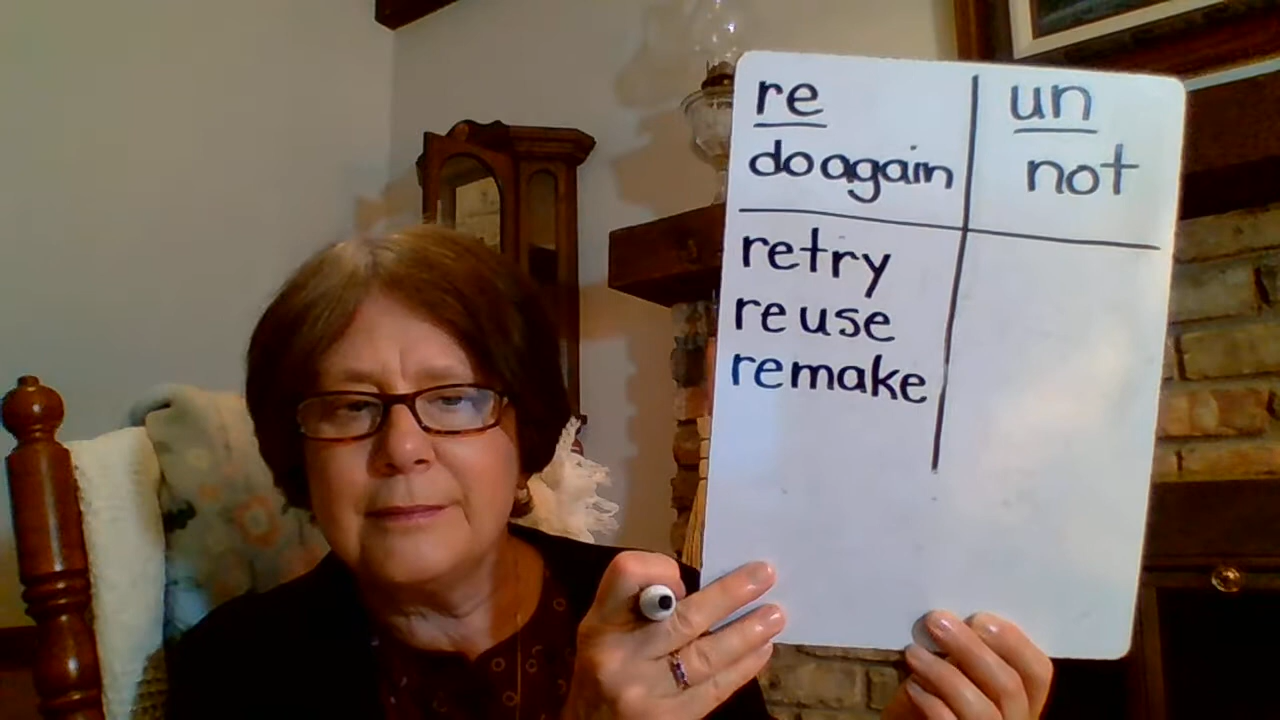 re
do again
un
not
retry
reuse
remake